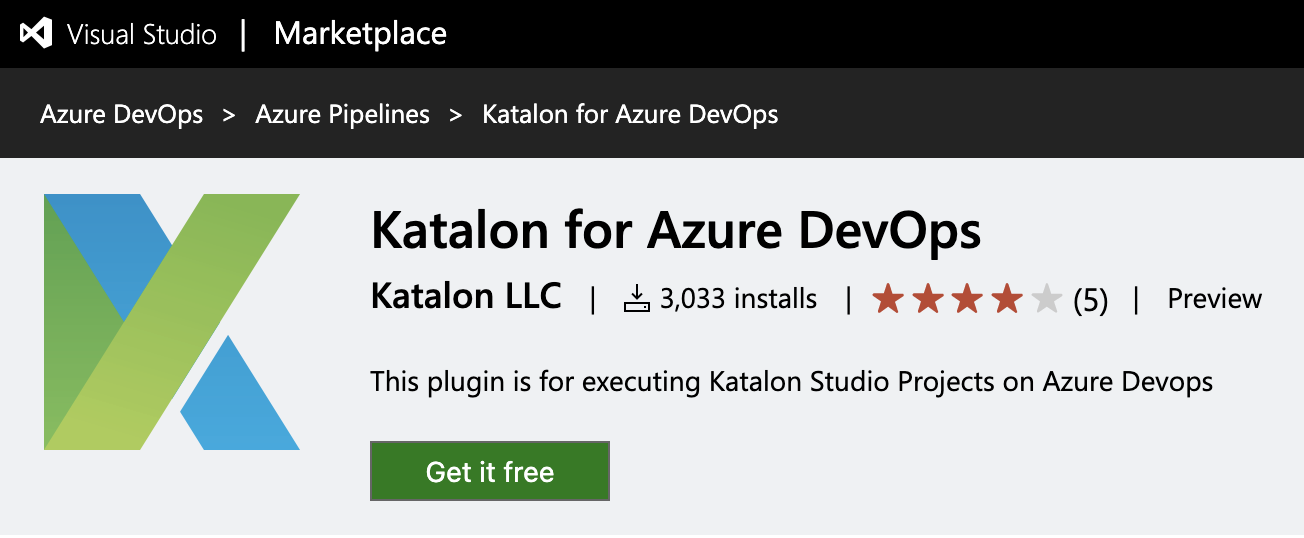 Visual Studio | Marketplace
Azure DevOps > Azure Pipelines > Katalon for Azure DevOps
Katalon for Azure DevOps
Katalon LLC | 3,033 installs | (5) | Preview
This plugin is for executing Katalon Studio Projects on Azure Devops
Get it free